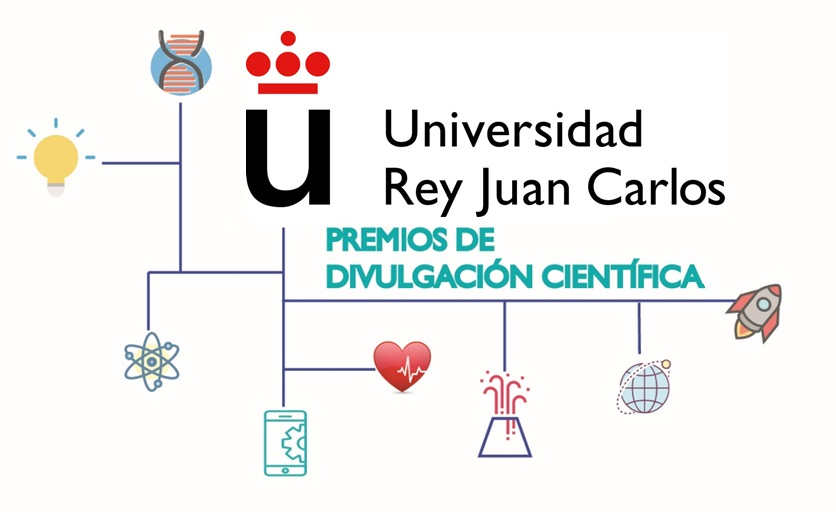 u
Universidad
Rey Juan Carlos
PREMIOS DE
DIVULGACIÓN CIENTÍFICA